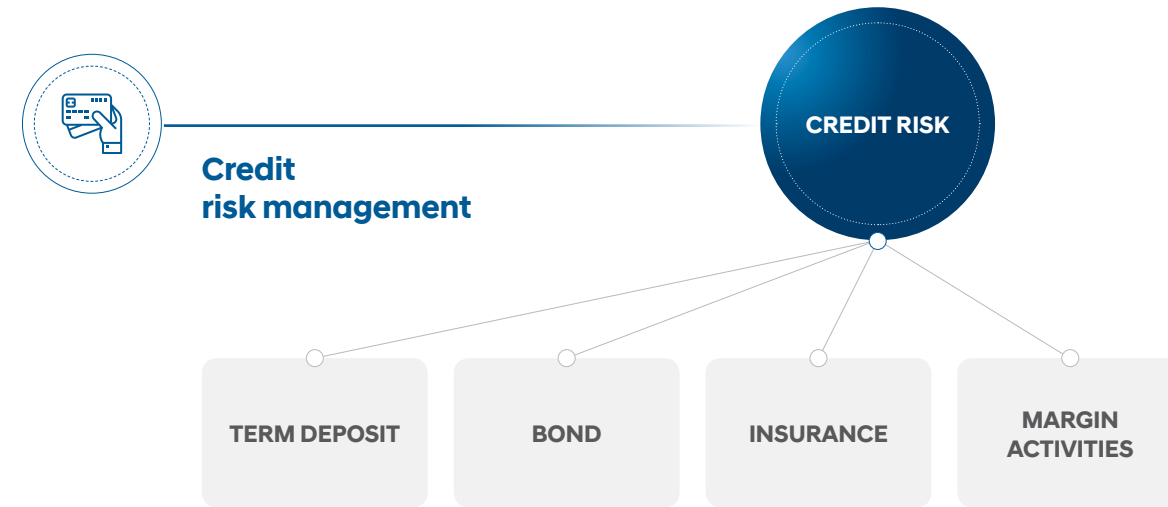 CREDIT RISK
Credit
risk management
TERM DEPOSIT
BOND
INSURANCE
MARGIN
ACTIVITIES